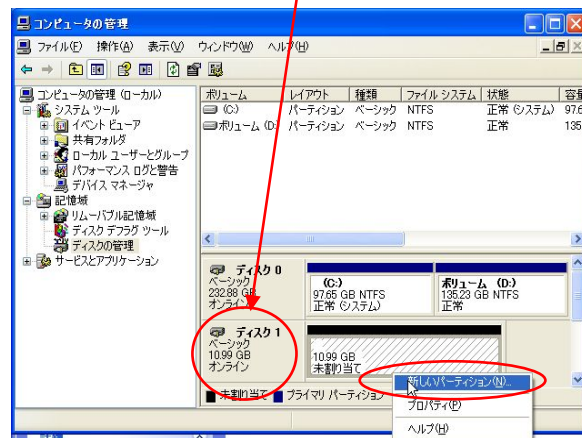 コンピュータの管理
ファイル(F) 操作(A) 表示(V) ウィンドウ(W) ヘルプ(H)
コンピュータの管理 (ローカル)
システム ツール
イベント ビューア
共有フォルダ
ローカル ユーザーとグループ
パフォーマンス ログと警告
デバイス マネージャ
記憶域
リムーバブル記憶域
ディスク デフラグ ツール
ディスクの管理
サービスとアプリケーション
ボリューム レイアウト 種類 ファイル システム 状態 容量
(C:) パーティション ベーシック NTFS 正常 (システム) 97.6
ボリューム (D: パーティション ベーシック NTFS 正常 135
ディスク 0
ベーシック
232.88 GB
オンライン
(C:)
97.65 GB NTFS
正常 (システム)
ボリューム (D:)
135.23 GB NTFS
正常
ディスク 1
ベーシック
10.99 GB
オンライン
10.99 GB
未割り当て
未割り当て プライマリ パーティション
新しいパーティション(N)...
プロパティ(P)
ヘルプ(H)